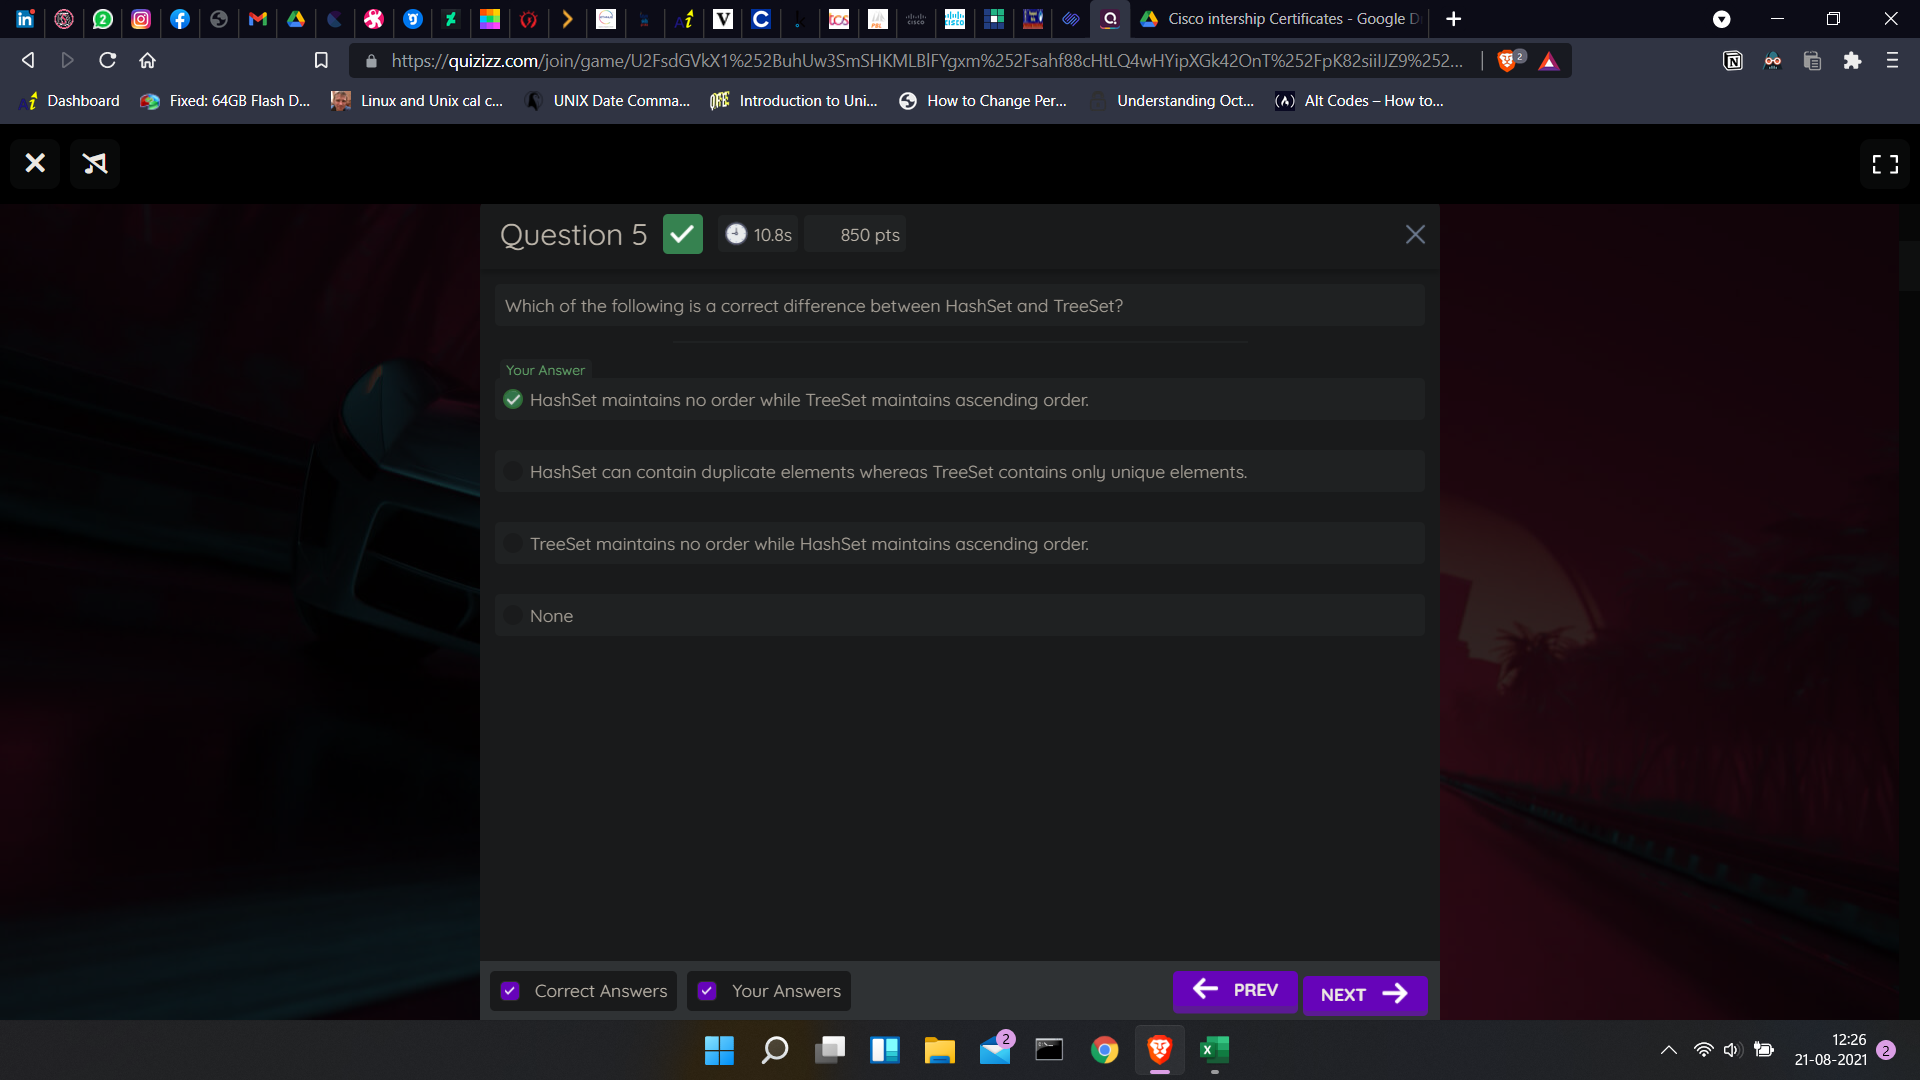 Cisco intership Certificates - Google D
https://quizizz.com/join/game/U2FsdGVkX1%252BuhUw3SmSHKMLBlFYgxm%252Fsahf88cHtLQ4wHYipXGk42OnT%252FpK82siiIJZ9%252...
2
Dashboard
Fixed: 64GB Flash D...
Linux and Unix cal c...
UNIX Date Comma...
Introduction to Uni...
How to Change Per...
Understanding Oct...
Alt Codes – How to...
Question 5
10.8s
850 pts
Which of the following is a correct difference between HashSet and TreeSet?
Your Answer
HashSet maintains no order while TreeSet maintains ascending order.
HashSet can contain duplicate elements whereas TreeSet contains only unique elements.
TreeSet maintains no order while HashSet maintains ascending order.
None
Correct Answers
Your Answers
PREV
NEXT
2
12:26
21-08-2021
2